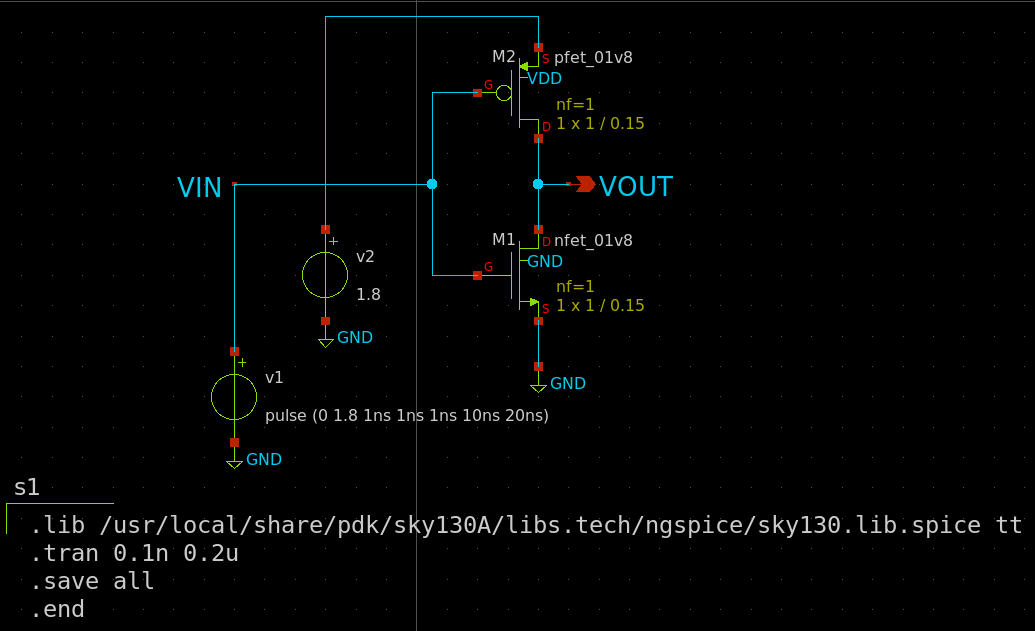 M2
S
pfet_01v8
VDD
G
nf=1
1 x 1 / 0.15
D
VIN
VOUT
M1
D
nfet_01v8
GND
G
nf=1
1 x 1 / 0.15
S
+
v2
1.8
GND
GND
+
v1
pulse (0 1.8 1ns 1ns 1ns 10ns 20ns)
GND
s1
.lib /usr/local/share/pdk/sky130A/libs.tech/ngspice/sky130.lib.spice tt
.tran 0.1n 0.2u
.save all
.end